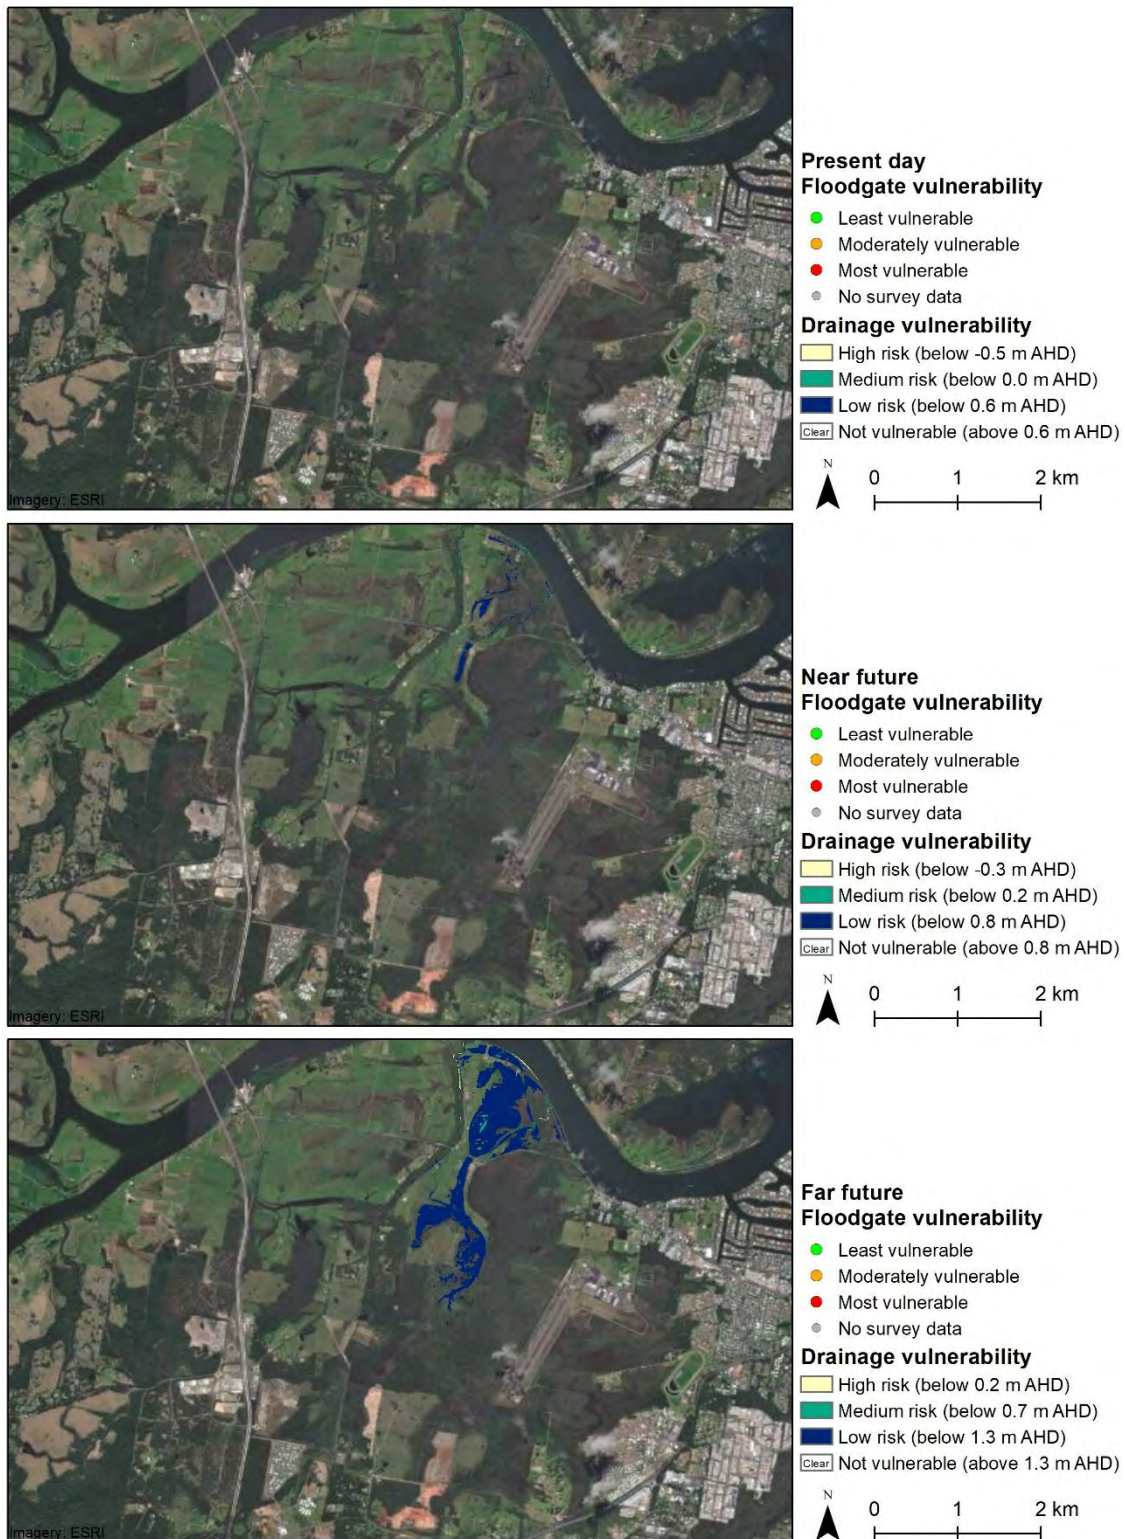 Present day
Floodgate vulnerability
Least vulnerable
Moderately vulnerable
Most vulnerable
No survey data
Drainage vulnerability
High risk (below -0.5 m AHD)
Medium risk (below 0.0 m AHD)
Low risk (below 0.6 m AHD)
Clear Not vulnerable (above 0.6 m AHD)
N
0 1 2 km
Imagery: ESRI
Near future
Floodgate vulnerability
Least vulnerable
Moderately vulnerable
Most vulnerable
No survey data
Drainage vulnerability
High risk (below -0.3 m AHD)
Medium risk (below 0.2 m AHD)
Low risk (below 0.8 m AHD)
Clear Not vulnerable (above 0.8 m AHD)
N
0 1 2 km
Imagery: ESRI
Far future
Floodgate vulnerability
Least vulnerable
Moderately vulnerable
Most vulnerable
No survey data
Drainage vulnerability
High risk (below 0.2 m AHD)
Medium risk (below 0.7 m AHD)
Low risk (below 1.3 m AHD)
Clear Not vulnerable (above 1.3 m AHD)
N
0 1 2 km
Imagery: ESRI